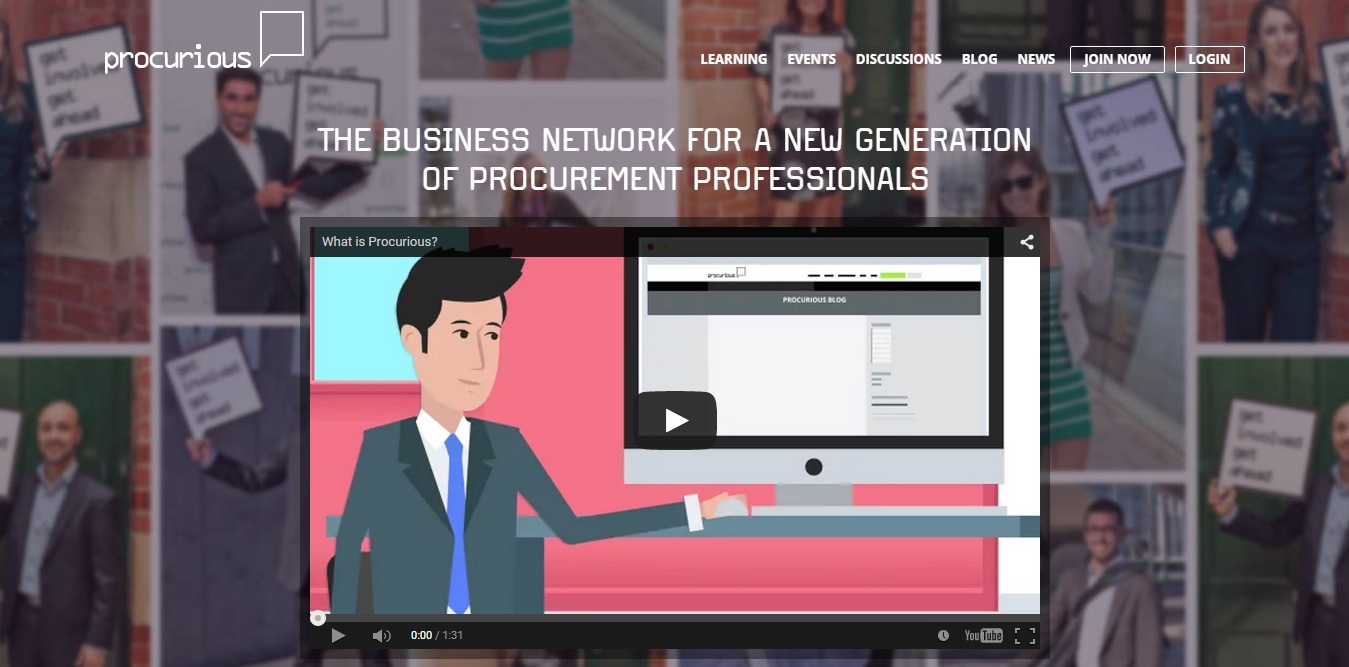 get
involved
get
ahead
get
involved
get
ahead
procurious
LEARNING
EVENTS
DISCUSSIONS
BLOG
NEWS
JOIN NOW
LOGIN
get
ahead
get
involved
get
ahead
THE BUSINESS NETWORK FOR A NEW GENERATION
OF PROCUREMENT PROFESSIONALS
What is Procurious?
procurious
PROCURIOUS BLOG
get
involved
get
ahead
get
involved
get
ahead
0:00 / 1:31
YouTube